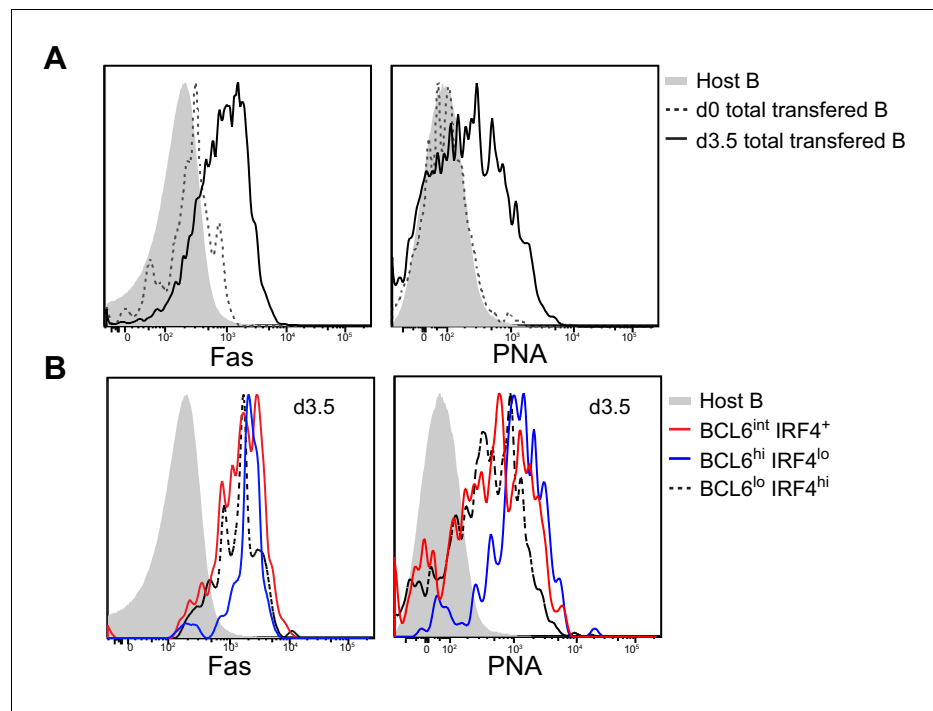 A
Host B
d0 total transfered B
d3.5 total transfered B
0 10² 10³ 10⁴ 10⁵
0 10² 10³ 10⁴ 10⁵
Fas
PNA
B
d3.5
d3.5
Host B
BCL6ⁱⁿᵗ IRF4⁺
BCL6ʰⁱ IRF4ˡᵒ
BCL6ˡᵒ IRF4ʰⁱ
0 10² 10³ 10⁴ 10⁵
0 10² 10³ 10⁴ 10⁵
Fas
PNA